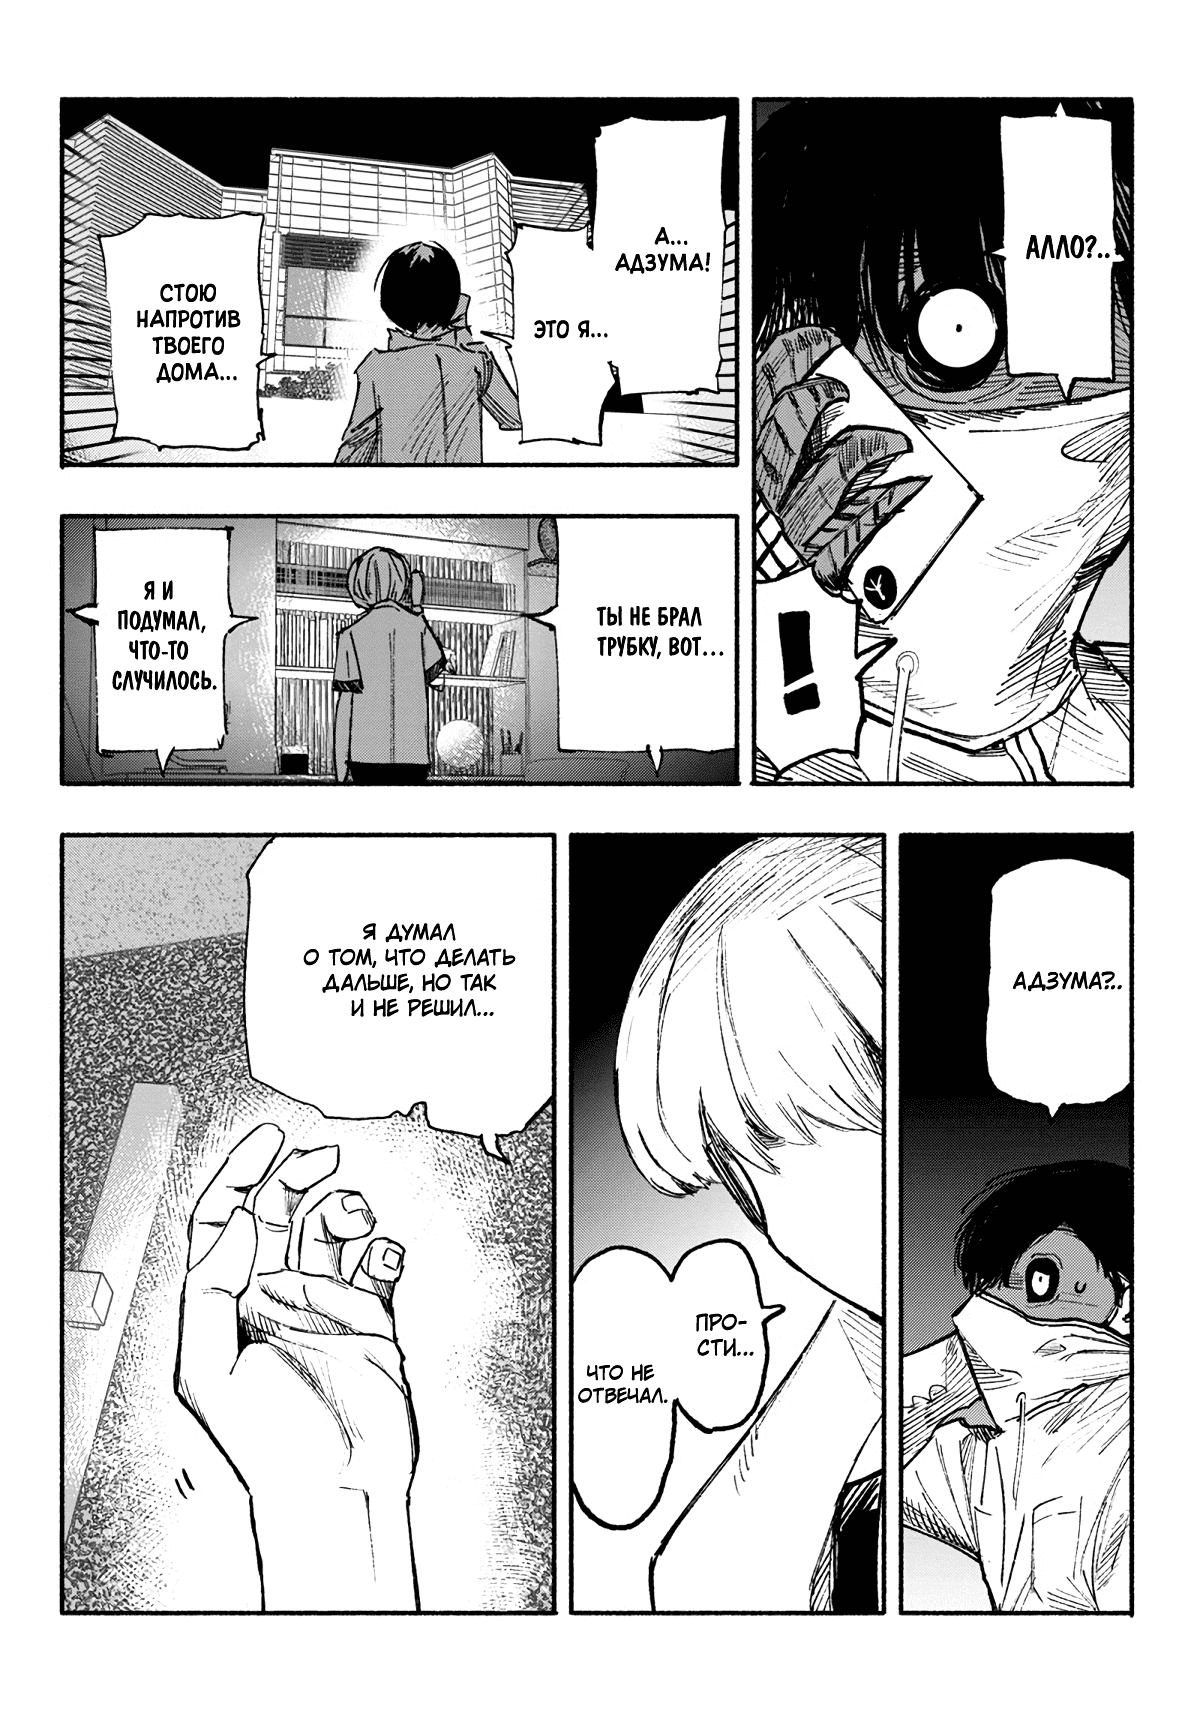 АЛЛО?..
!
А...
АДЗУМА!
ЭТО Я...
СТОЮ
НАПРОТИВ
ТВОЕГО
ДОМА...
ТЫ НЕ БРАЛ
ТРУБКУ, ВОТ...
Я И
ПОДУМАЛ,
ЧТО-ТО
СЛУЧИЛОСЬ.
АДЗУМА?..
ПРО-
СТИ...
ЧТО НЕ
ОТВЕЧАЛ.
Я ДУМАЛ
О ТОМ, ЧТО ДЕЛАТЬ
ДАЛЬШЕ, НО ТАК
И НЕ РЕШИЛ...